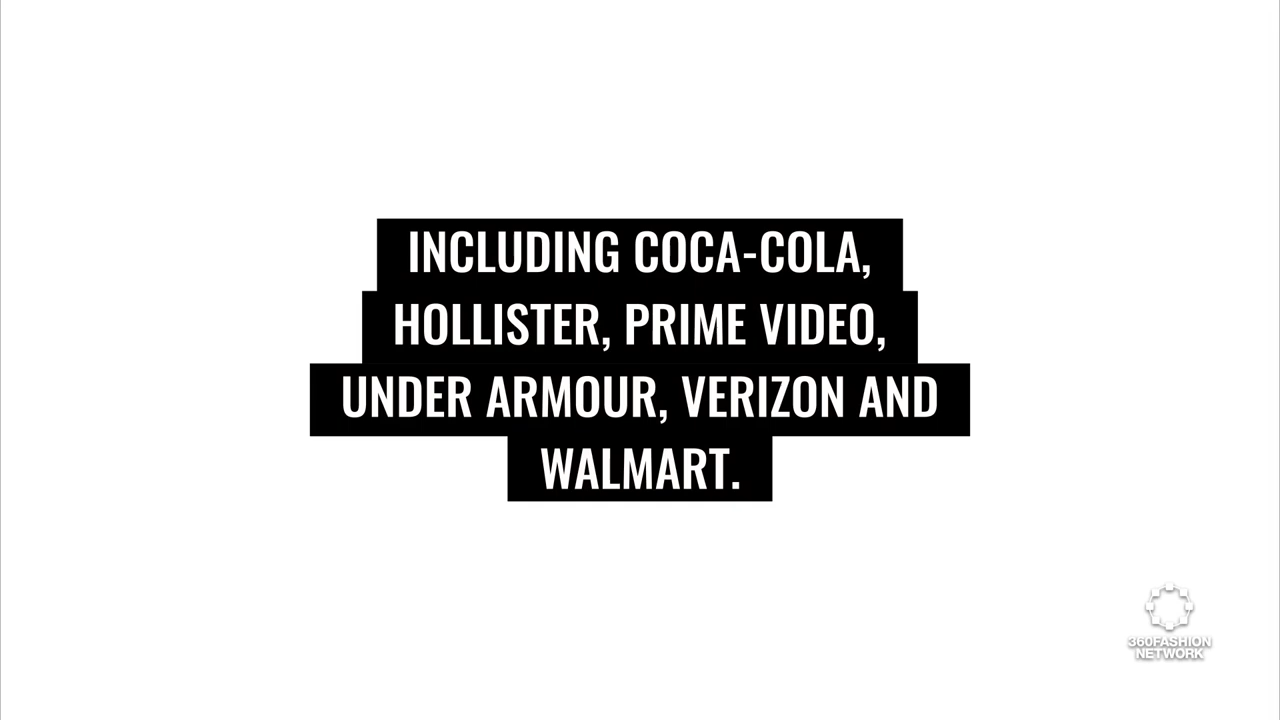 INCLUDING COCA-COLA,
HOLLISTER, PRIME VIDEO,
UNDER ARMOUR, VERIZON AND
WALMART.
360FASHION
NETWORK